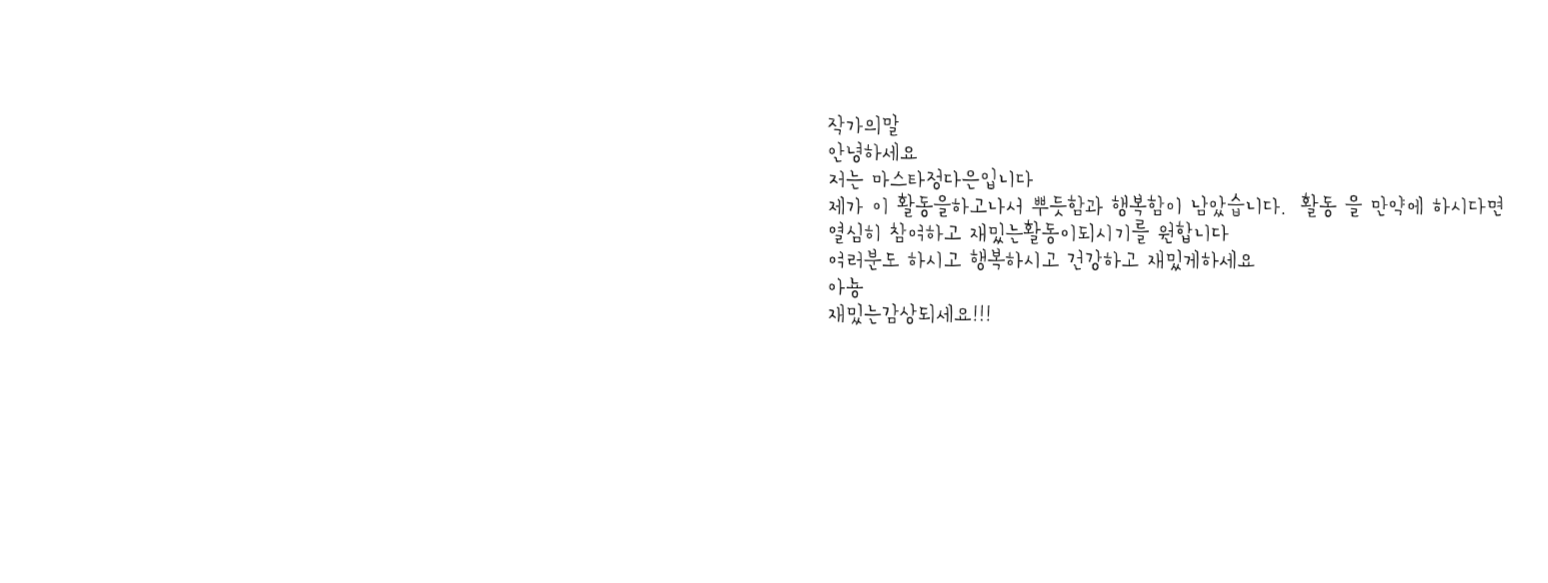 작가의말
안녕하세요
저는 마스타정다은입니다
제가 이 활동을하고나서 뿌듯함과 행복함이 남았습니다. 활동 을 만약에 하시다면
열심히 참여하고 재밌는활동이되시기를 원합니다
여러분도 하시고 행복하시고 건강하고 재밌게하세요
아뇽
재밌는감상되세요!!!